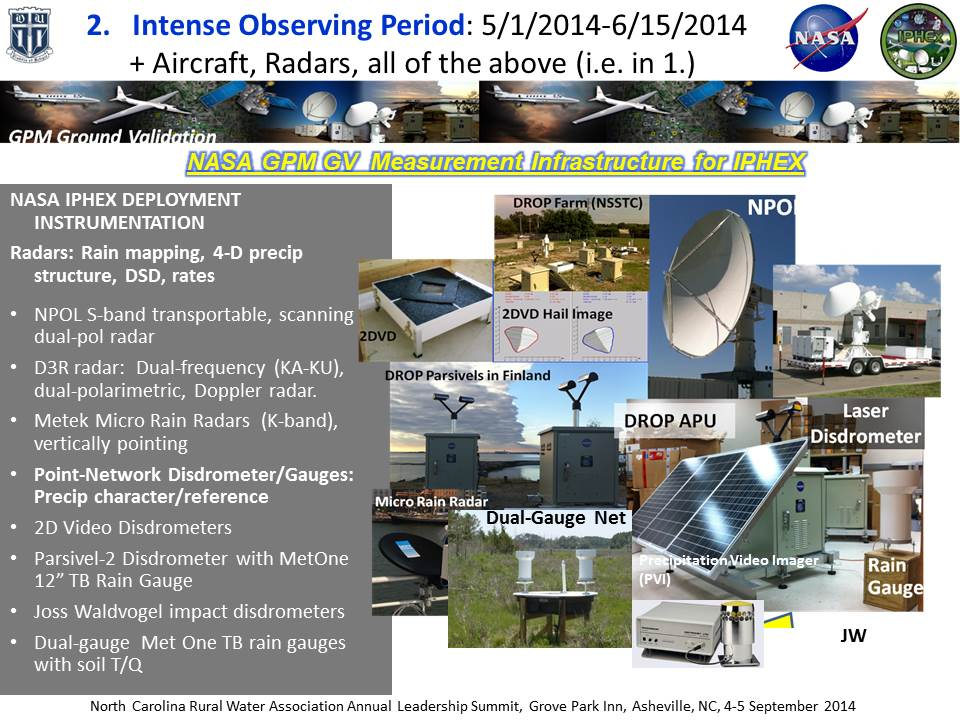 2. Intense Observing Period: 5/1/2014-6/15/2014
+ Aircraft, Radars, all of the above (i.e. in 1.)
NASA
IPHEX
GPM Ground Validation
NASA GPM GV Measurement Infrastructure for IPHEX
NASA IPHEX DEPLOYMENT
INSTRUMENTATION
Radars: Rain mapping, 4-D precip
structure, DSD, rates
• NPOL S-band transportable, scanning
dual-pol radar
• D3R radar: Dual-frequency (KA-KU),
dual-polarimetric, Doppler radar.
• Metek Micro Rain Radars (K-band),
vertically pointing
• Point-Network Disdrometer/Gauges:
Precip character/reference
• 2D Video Disdrometers
• Parsivel-2 Disdrometer with MetOne
12” TB Rain Gauge
• Joss Waldvogel impact disdrometers
• Dual-gauge Met One TB rain gauges
with soil T/Q
DROP Farm (NSSTC)
NPOL
2DVD
2DVD Hail Image
DROP Parsivels in Finland
DROP APU
Laser
Disdrometer
Micro Rain Radar
Dual-Gauge Net
Precipitation Video Imager
(PVI)
Rain
Gauge
JW
North Carolina Rural Water Association Annual Leadership Summit, Grove Park Inn, Asheville, NC, 4-5 September 2014